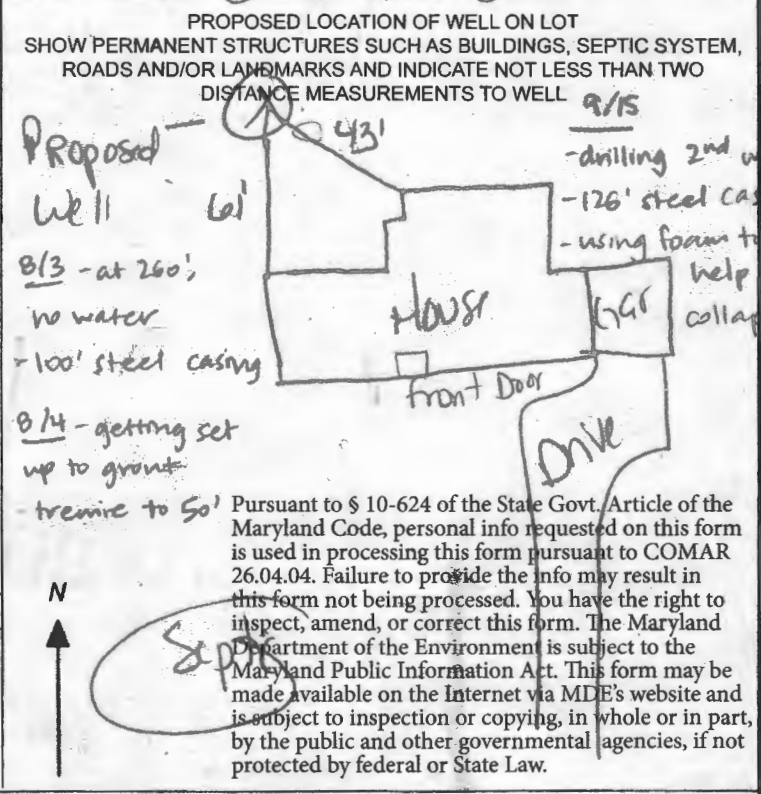 PROPOSED LOCATION OF WELL ON LOT
SHOW PERMANENT STRUCTURES SUCH AS BUILDINGS, SEPTIC SYSTEM,
ROADS AND/OR LANDMARKS AND INDICATE NOT LESS THAN TWO
DISTANCE MEASUREMENTS TO WELL
Proposed
Well
61'
43'
9/15
-drilling 2nd
-126' steel cas
-using foam to
help
collap
8/3 - at 260',
no water
-100' steel casing
8/4 - getting set
up to grout
- tremie to 50'
House
Gar
Front Door
Drive
N
Septic
Pursuant to § 10-624 of the State Govt. Article of the
Maryland Code, personal info requested on this form
is used in processing this form pursuant to COMAR
26.04.04. Failure to provide the info may result in
this form not being processed. You have the right to
inspect, amend, or correct this form. The Maryland
Department of the Environment is subject to the
Maryland Public Information Act. This form may be
made available on the Internet via MDE's website and
is subject to inspection or copying, in whole or in part,
by the public and other governmental agencies, if not
protected by federal or State Law.